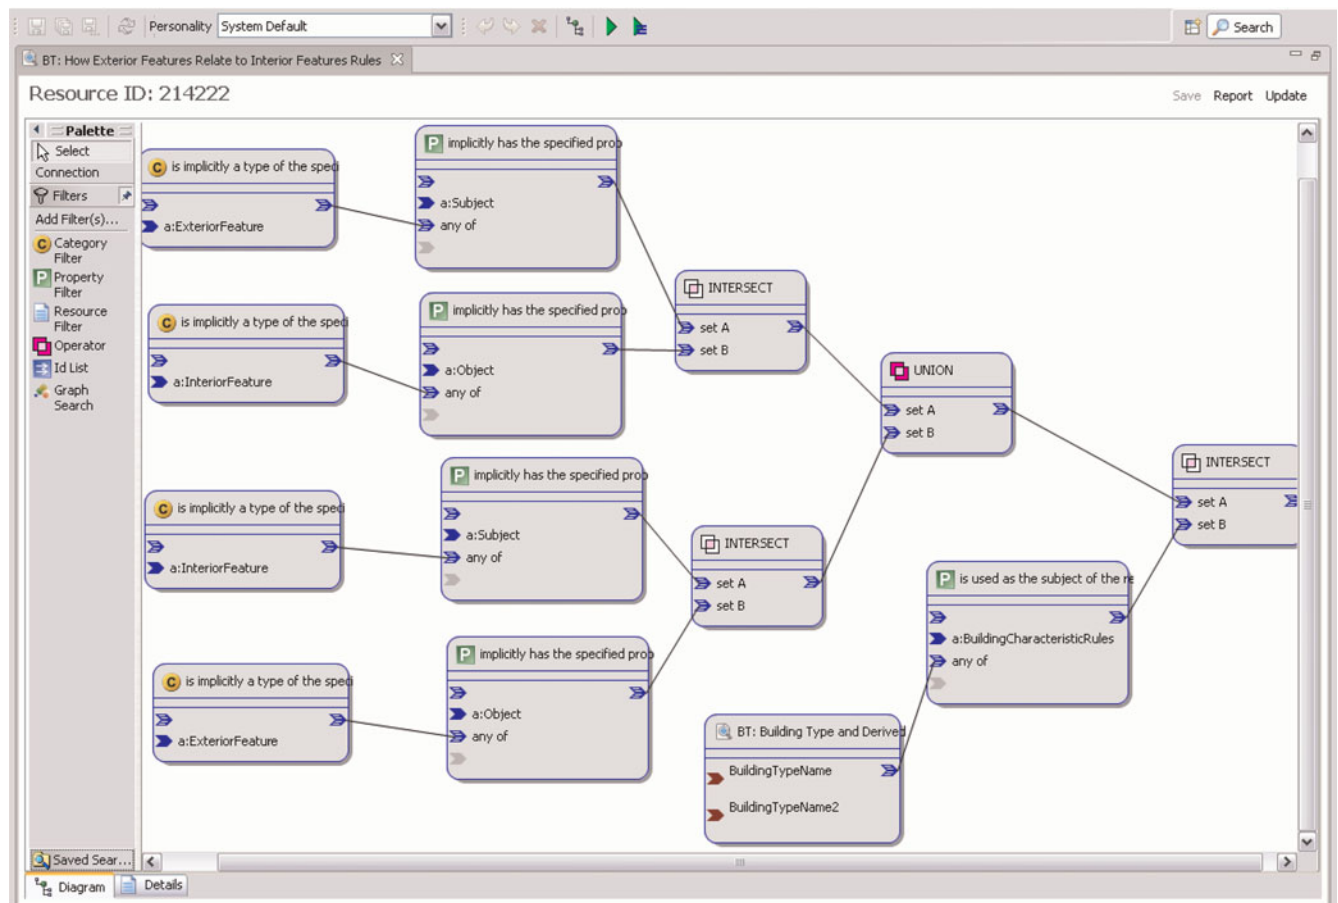 Personality System Default
Search
BT: How Exterior Features Relate to Interior Features Rules
Resource ID: 214222
Save Report Update
Palette
Select
Connection
Filters
Add Filter(s)...
Category
Filter
Property
Filter
Resource
Filter
Operator
Id List
Graph
Search
Saved Sear...
C is implicitly a type of the speci
a:ExteriorFeature
P implicitly has the specified prop
a:Subject
any of
C is implicitly a type of the speci
a:InteriorFeature
P implicitly has the specified prop
a:Object
any of
INTERSECT
set A
set B
C is implicitly a type of the speci
a:InteriorFeature
P implicitly has the specified prop
a:Subject
any of
C is implicitly a type of the speci
a:ExteriorFeature
P implicitly has the specified prop
a:Object
any of
INTERSECT
set A
set B
UNION
set A
set B
P is used as the subject of the re
a:BuildingCharacteristicRules
any of
BT: Building Type and Derived
BuildingTypeName
BuildingTypeName2
INTERSECT
set A
set B
Diagram Details